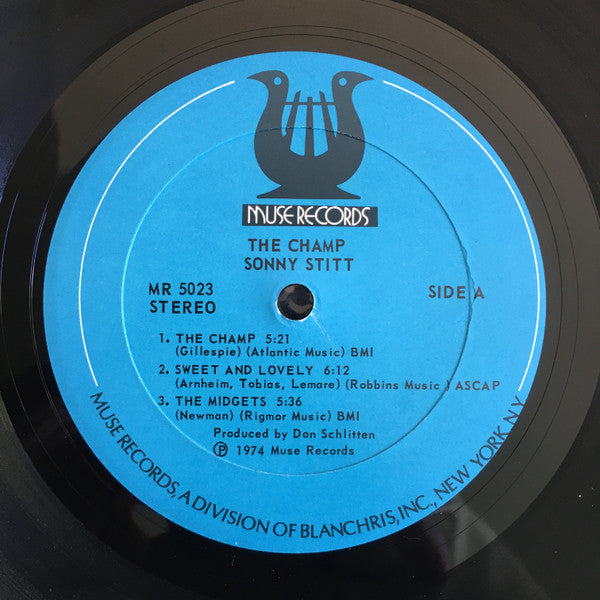 MUSE RECORDS
THE CHAMP
SONNY STITT
MR 5023
STEREO
SIDE A
1. THE CHAMP 5:21
(Gillespie) (Atlantic Music) BMI
2. SWEET AND LOVELY 6:12
(Arnheim, Tobias, Lemare) (Robbins Music ) ASCAP
3. THE MIDGETS 5:36
(Newman) (Rigmor Music) BMI
Produced by Don Schlitten
Ⓟ 1974 Muse Records
MUSE RECORDS, A DIVISION OF BLANCHRIS, INC., NEW YORK, N.Y.